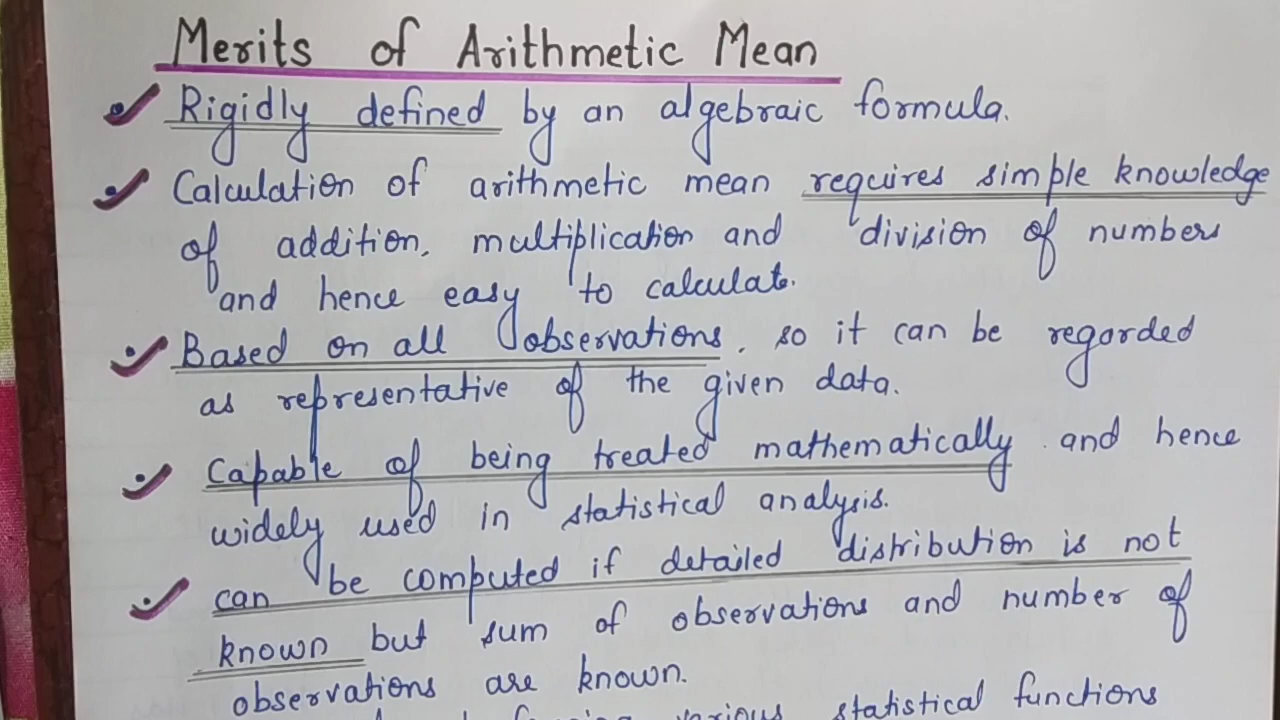 Merits of Arithmetic Mean
Rigidly defined by an algebraic formula.
Calculation of arithmetic mean requires simple knowledge
of addition, multiplication and division of numbers
and hence easy to calculate.
Based on all observations, so it can be regarded
as representative of the given data.
Capable of being treated mathematically and hence
widely used in statistical analysis.
can be computed if detailed distribution is not
known but sum of observations and number of
observations are known.
various statistical functions